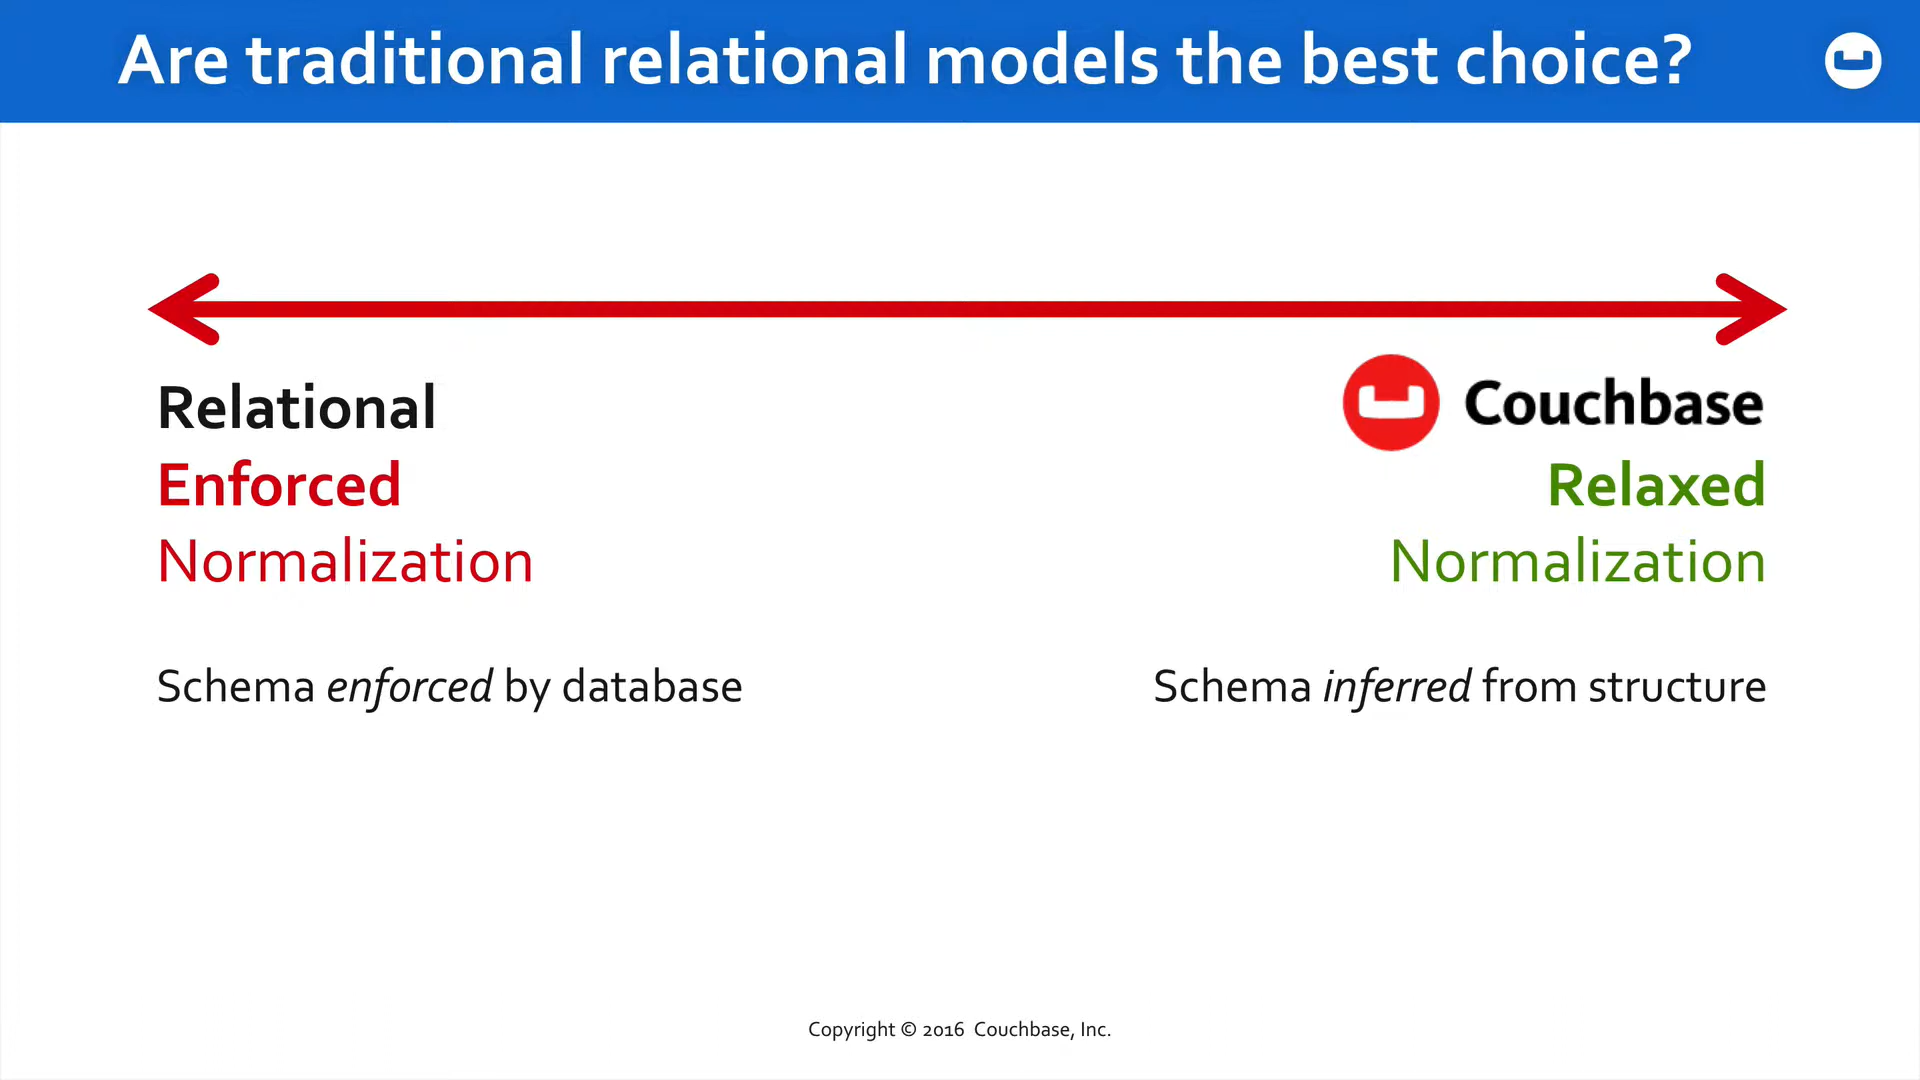 Are traditional relational models the best choice?
Relational
Enforced
Normalization
Schema enforced by database
Couchbase
Relaxed
Normalization
Schema inferred from structure
Copyright © 2016 Couchbase, Inc.